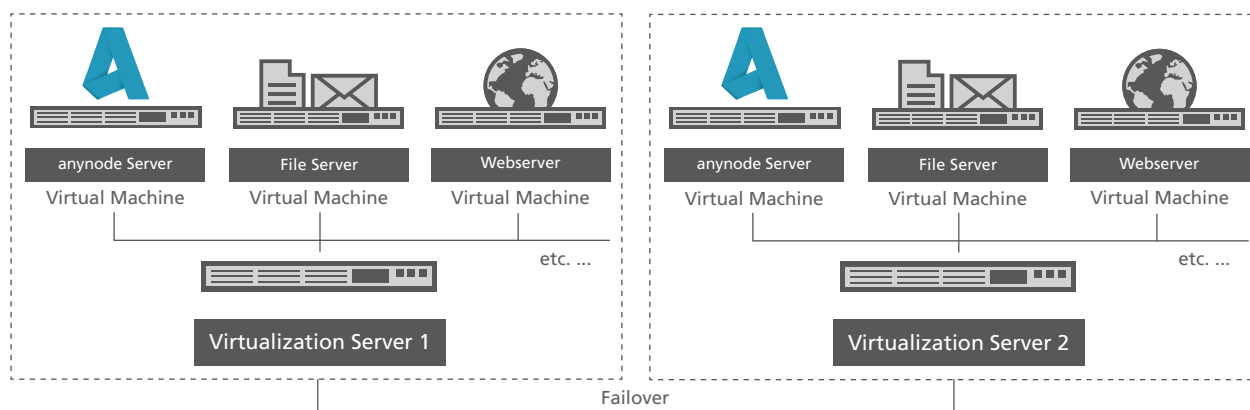 anynode Server File Server Webserver
Virtual Machine Virtual Machine Virtual Machine
etc. ...
Virtualization Server 1
anynode Server File Server Webserver
Virtual Machine Virtual Machine Virtual Machine
etc. ...
Virtualization Server 2
Failover